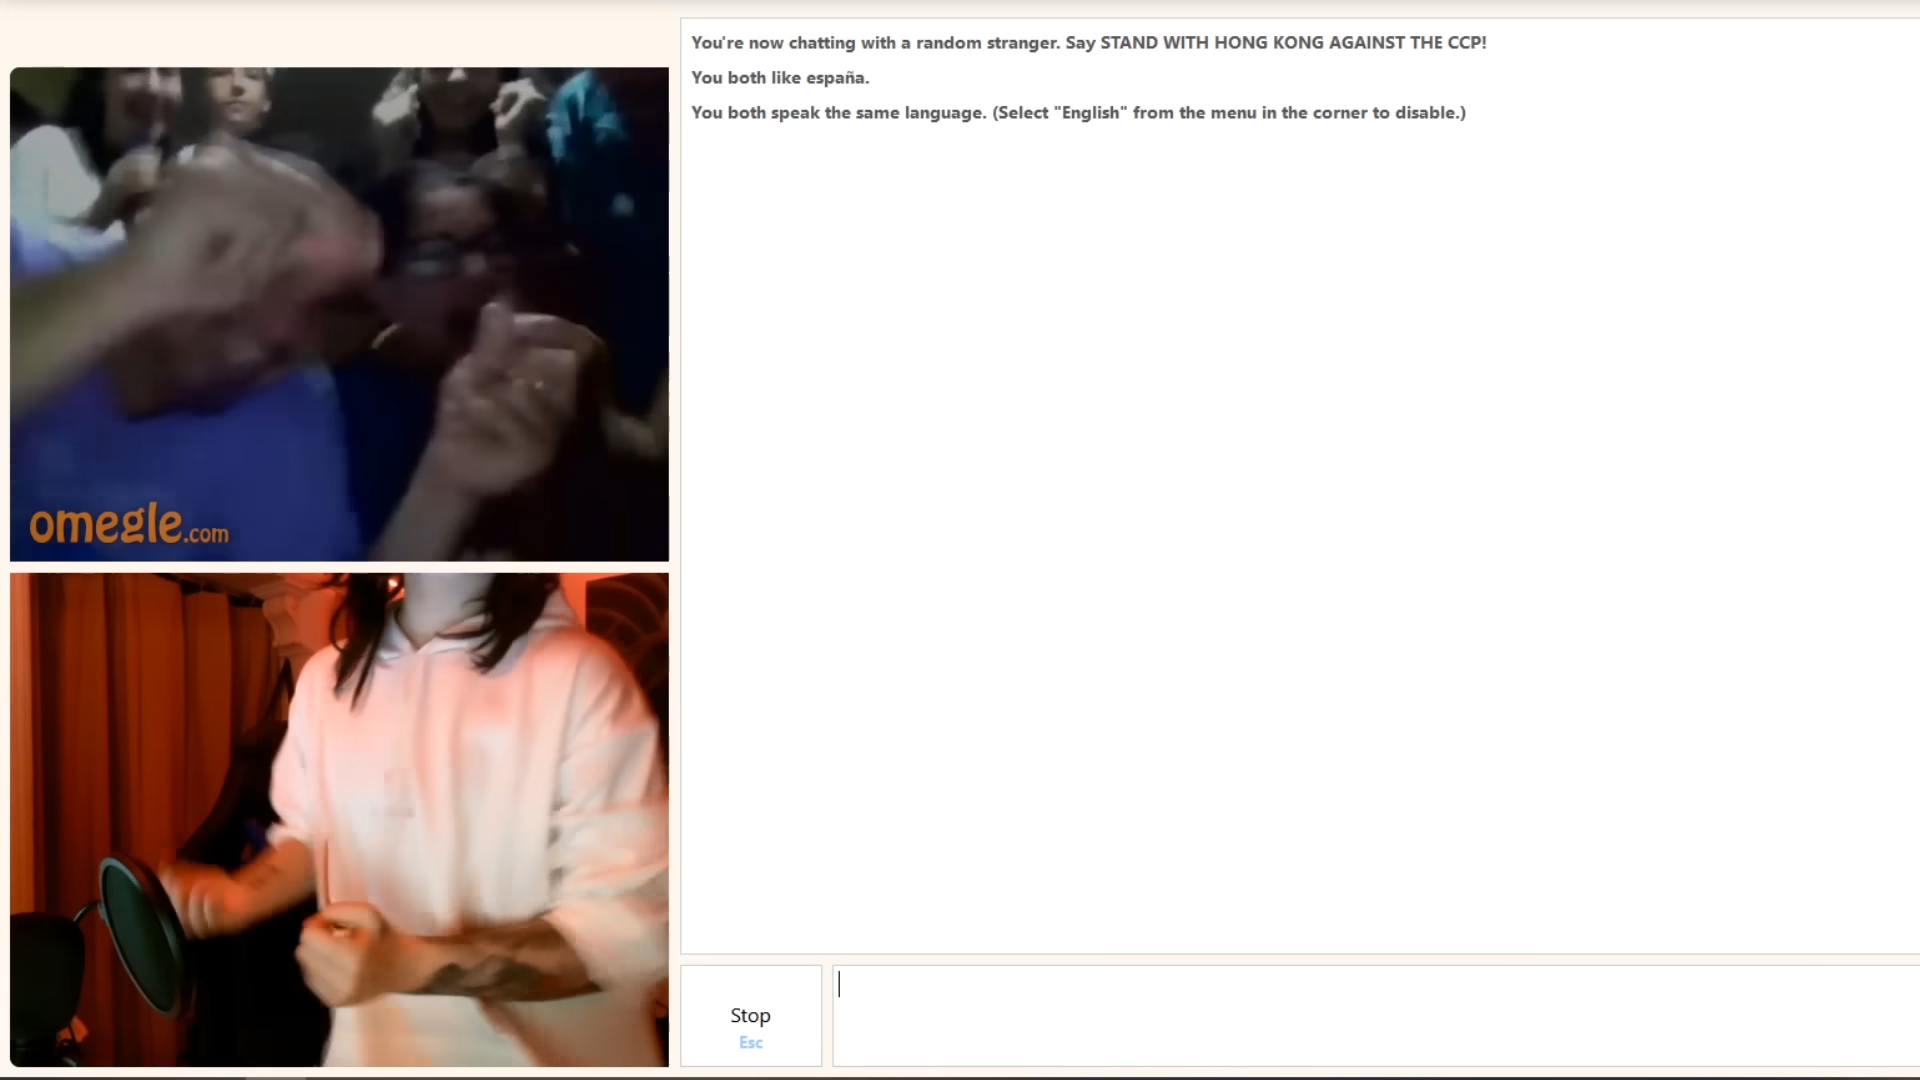 You're now chatting with a random stranger. Say STAND WITH HONG KONG AGAINST THE CCP!
You both like españa.
You both speak the same language. (Select "English" from the menu in the corner to disable.)
omegle.com
Stop
Esc